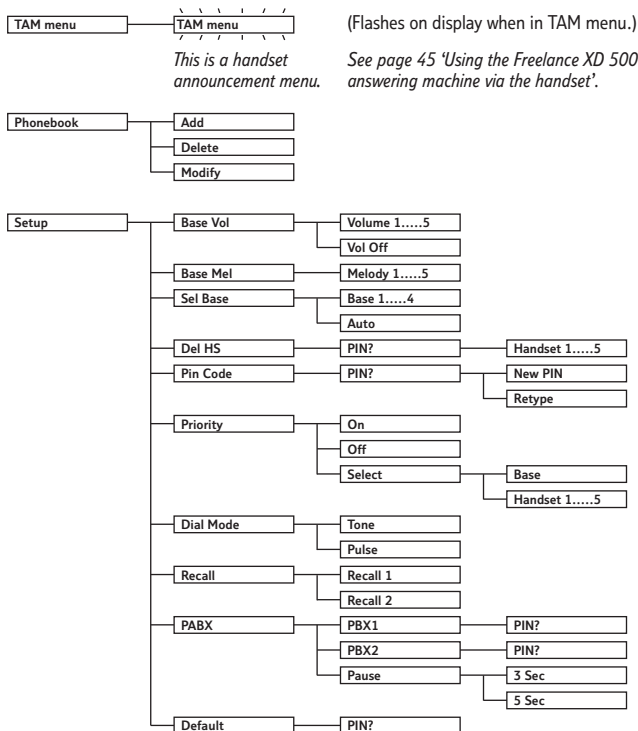 TAM menu TAM menu (Flashes on display when in TAM menu.)
This is a handset See page 45 ‘Using the Freelance XD 500
announcement menu. answering machine via the handset’.
Phonebook Add
Delete
Modify
Setup Base Vol Volume 1.....5
Vol Off
Base Mel Melody 1.....5
Sel Base Base 1.....4
Auto
Del HS PIN? Handset 1.....5
Pin Code PIN? New PIN
Retype
Priority On
Off
Select Base
Handset 1.....5
Dial Mode Tone
Pulse
Recall Recall 1
Recall 2
PABX PBX1 PIN?
PBX2 PIN?
Pause 3 Sec
5 Sec
Default PIN?